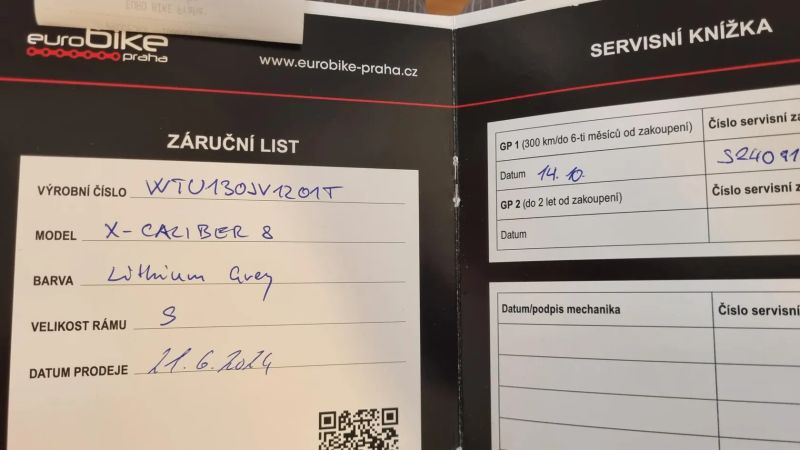 euroBIKE
praha
www.eurobike-praha.cz
ZÁRUČNÍ LIST
VÝROBNÍ ČÍSLO WTU130JV1201T
MODEL X-CALIBER 8
BARVA Lithium Grey
VELIKOST RÁMU S
DATUM PRODEJE 21.6.2024
SERVISNÍ KNÍŽKA
GP 1 (300 km/do 6-ti měsíců od zakoupení) Číslo servisní
Datum 14.10. S24091
GP 2 (do 2 let od zakoupení) Číslo servisní
Datum
Datum/podpis mechanika Číslo servisní